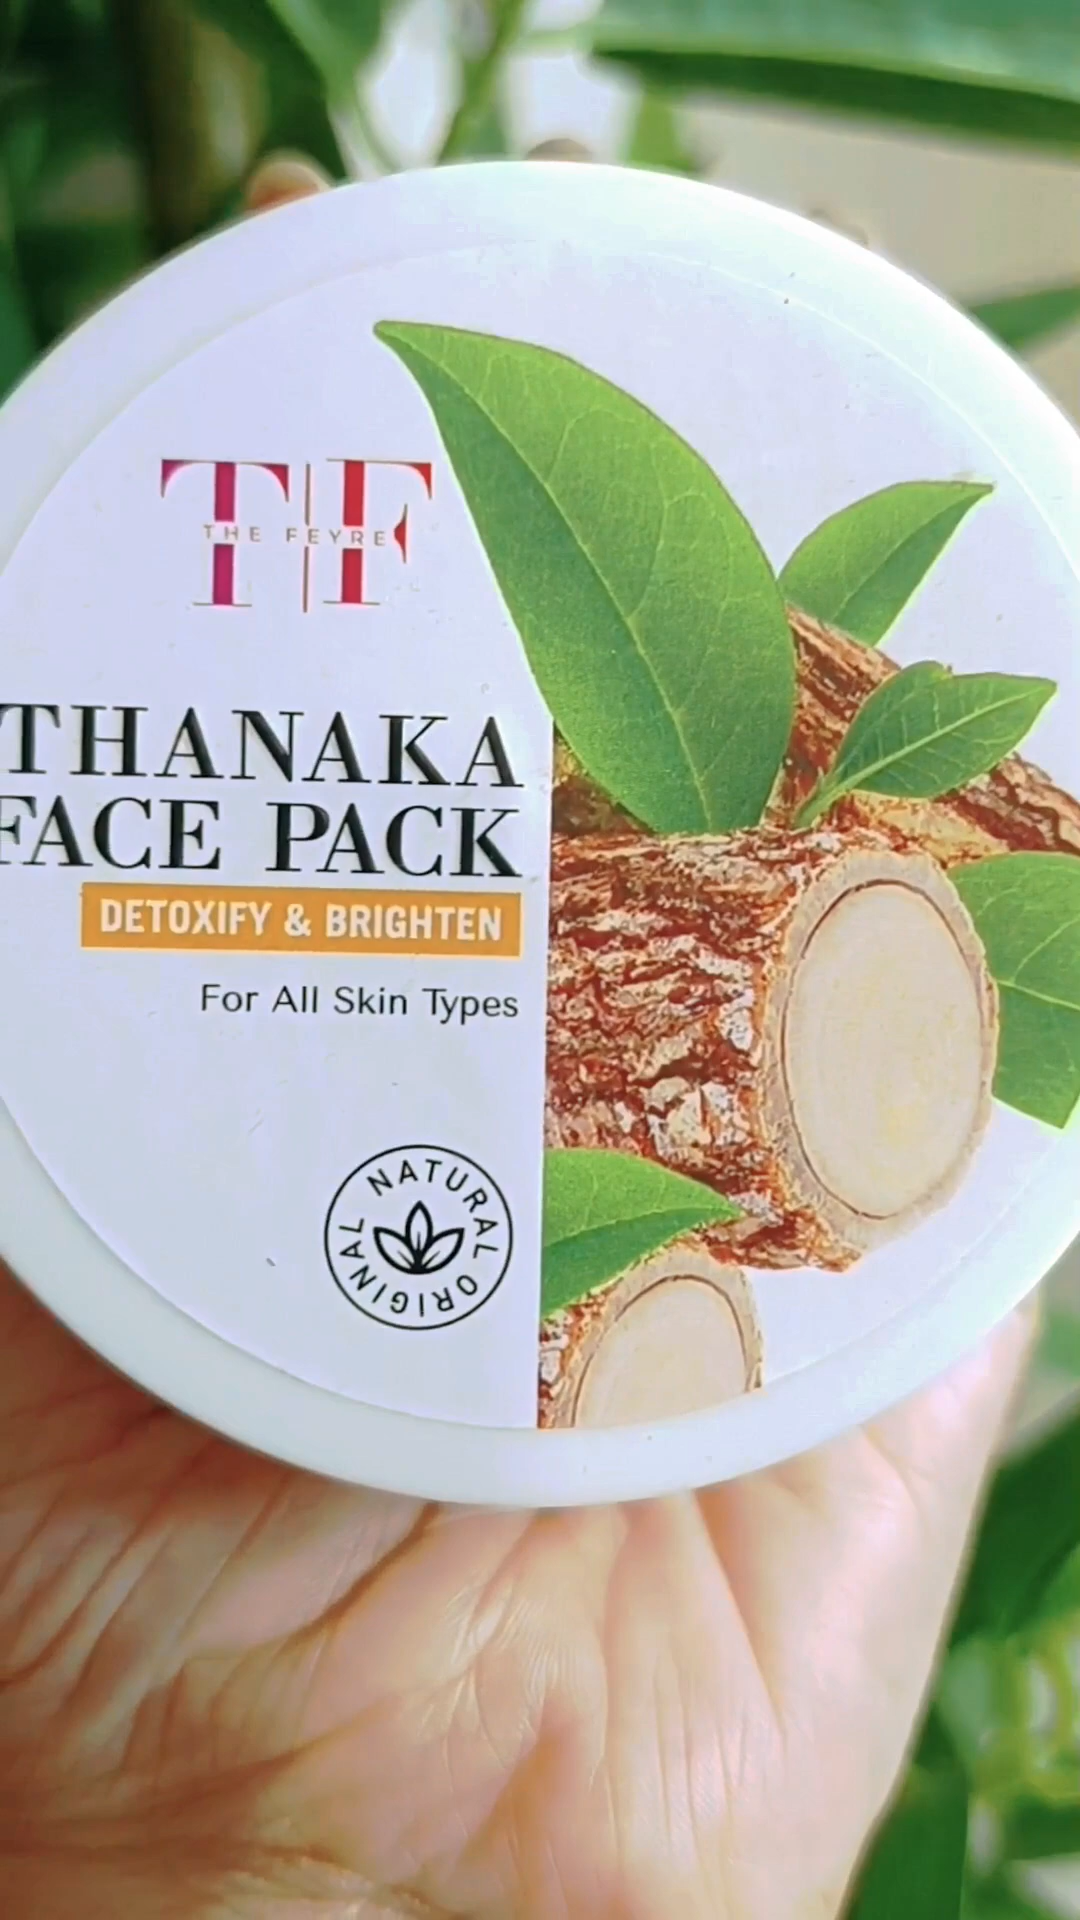 TF
THE FEYRE
THANAKA
FACE PACK
DETOXIFY & BRIGHTEN
For All Skin Types
NATURAL ORIGINAL